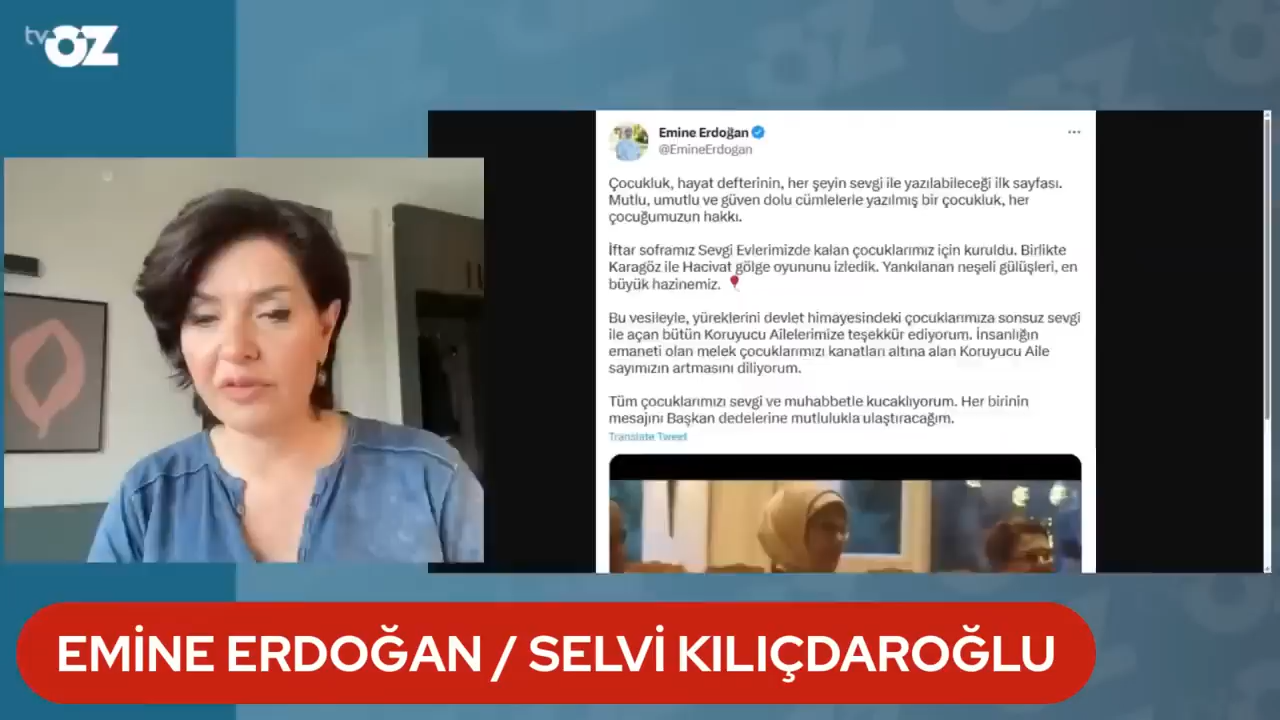 tv ÖZ
Emine Erdoğan
@EmineErdogan
Çocukluk, hayat defterinin, her şeyin sevgi ile yazılabileceği ilk sayfası.
Mutlu, umutlu ve güven dolu cümlelerle yazılmış bir çocukluk, her
çocuğumuzun hakkı.
İftar soframız Sevgi Evlerimizde kalan çocuklarımız için kuruldu. Birlikte
Karagöz ile Hacivat gölge oyununu izledik. Yankılanan neşeli gülüşleri, en
büyük hazinemiz.
Bu vesileyle, yüreklerini devlet himayesindeki çocuklarımıza sonsuz sevgi
ile açan bütün Koruyucu Ailelerimize teşekkür ediyorum. İnsanlığın
emaneti olan melek çocuklarımızı kanatları altına alan Koruyucu Aile
sayımızın artmasını diliyorum.
Tüm çocuklarımızı sevgi ve muhabbetle kucaklıyorum. Her birinin
mesajını Başkan dedelerine mutlulukla ulaştıracağım.
Translate Tweet
EMİNE ERDOĞAN / SELVİ KILIÇDAROĞLU